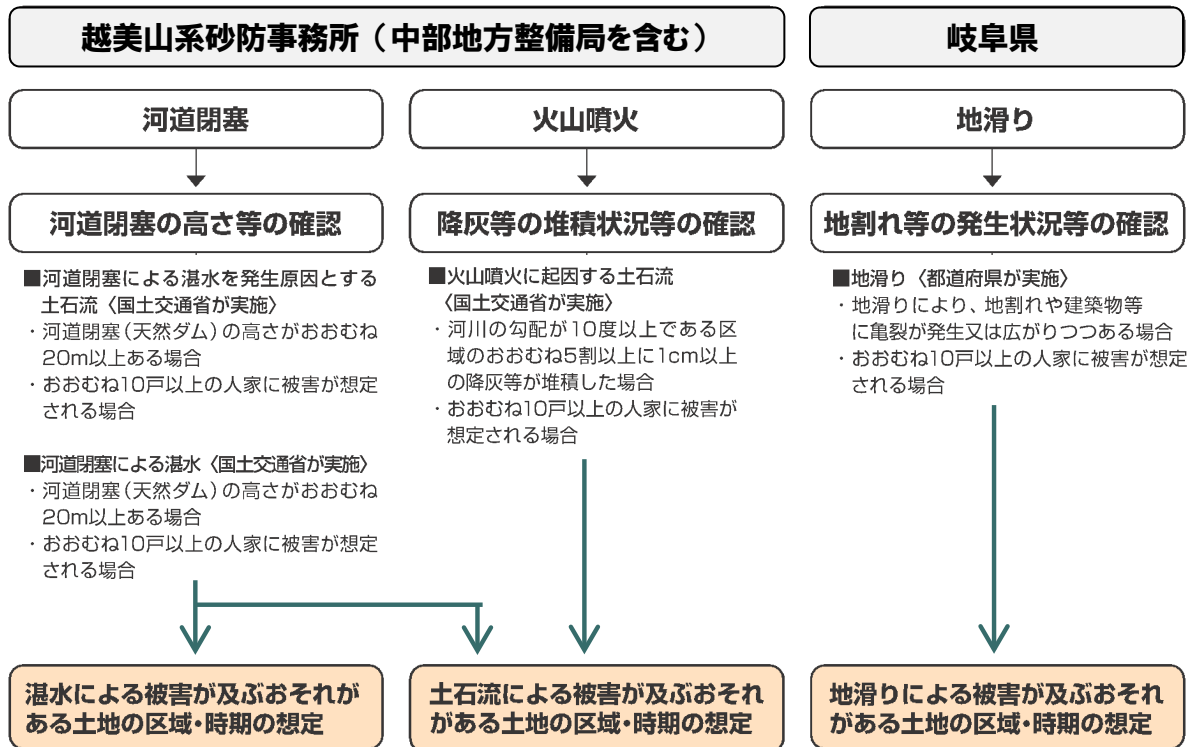 越美山系砂防事務所（中部地方整備局を含む）
岐阜県
河道閉塞
火山噴火
地滑り
河道閉塞の高さ等の確認
降灰等の堆積状況等の確認
地割れ等の発生状況等の確認
■河道閉塞による湛水を発生原因とする
土石流〈国土交通省が実施〉
・河道閉塞（天然ダム）の高さがおおむね
20m以上ある場合
・おおむね10戸以上の人家に被害が想定
される場合
■河道閉塞による湛水〈国土交通省が実施〉
・河道閉塞（天然ダム）の高さがおおむね
20m以上ある場合
・おおむね10戸以上の人家に被害が想定
される場合
■火山噴火に起因する土石流
〈国土交通省が実施〉
・河川の勾配が10度以上である区
域のおおむね5割以上に1cm以上
の降灰等が堆積した場合
・おおむね10戸以上の人家に被害が
想定される場合
■地滑り〈都道府県が実施〉
・地滑りにより、地割れや建築物等
に亀裂が発生又は広がりつつある場合
・おおむね10戸以上の人家に被害が想定
される場合
湛水による被害が及ぶおそれが
ある土地の区域・時期の想定
土石流による被害が及ぶおそれ
がある土地の区域・時期の想定
地滑りによる被害が及ぶおそれ
がある土地の区域・時期の想定